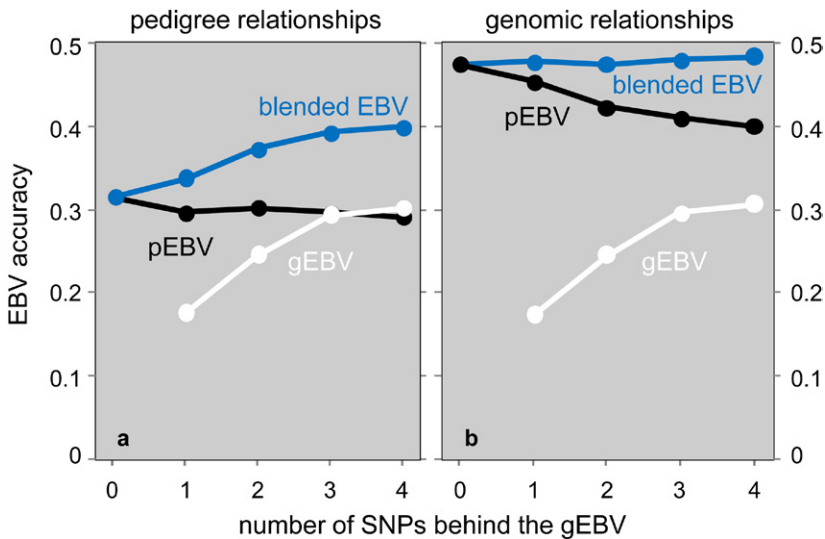 pedigree relationships
genomic relationships
0.5
0.4
0.3
0.2
0.1
0
EBV accuracy
blended EBV
pEBV
gEBV
a
0 1 2 3 4
blended EBV
pEBV
gEBV
b
0 1 2 3 4
0.5
0.4
0.3
0.2
0.1
0
number of SNPs behind the gEBV